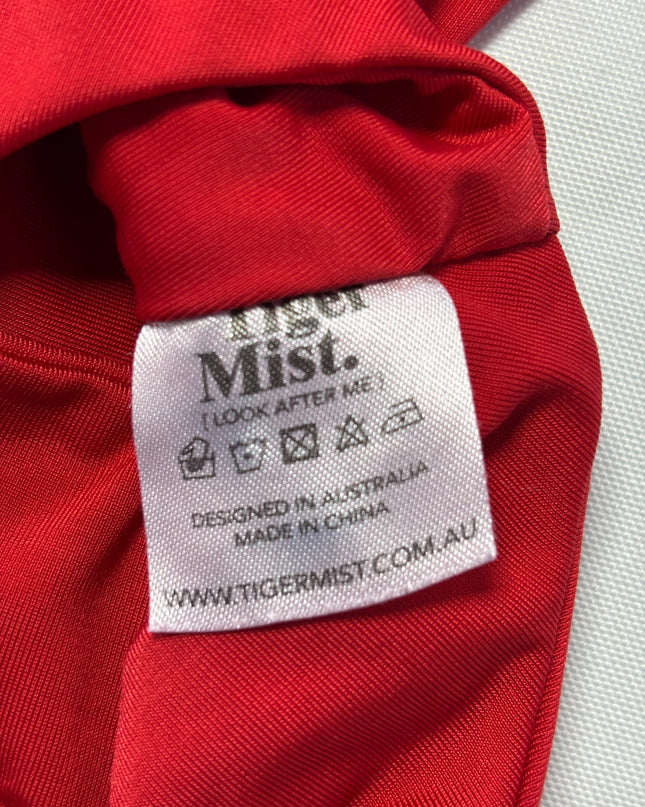 Tiger
Mist.
[ LOOK AFTER ME ]
DESIGNED IN AUSTRALIA
MADE IN CHINA
WWW.TIGERMIST.COM.AU